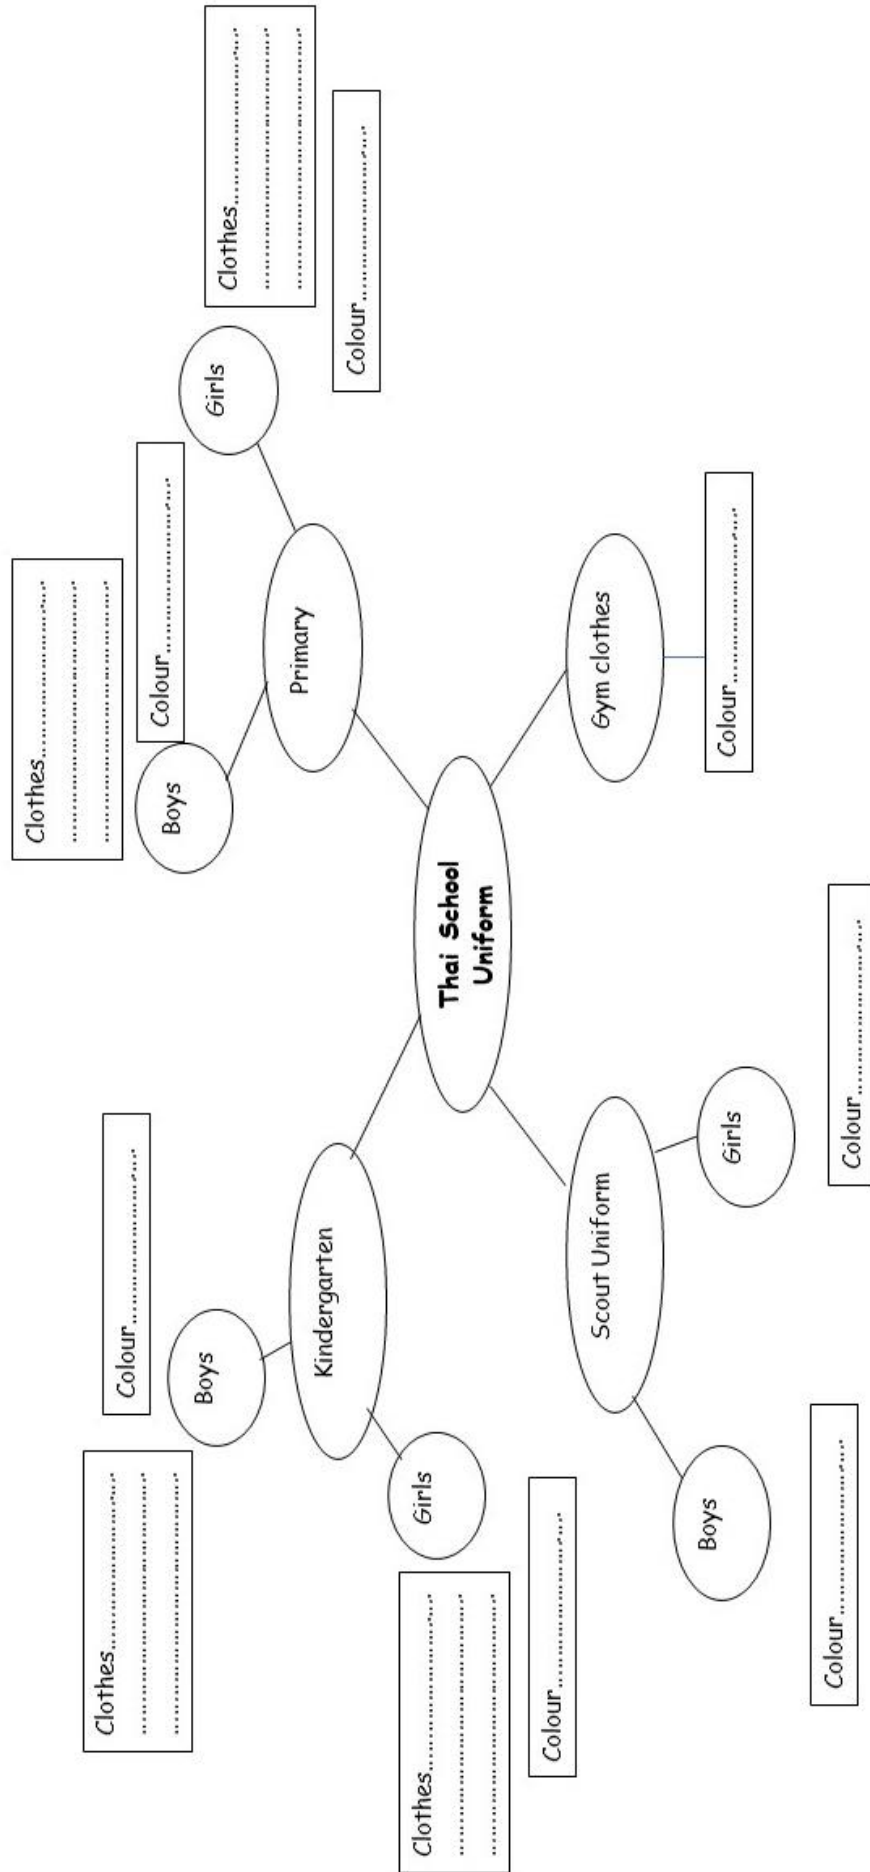 Clothes..............................
..........................................
..........................................
Colour..............................
Boys
Kindergarten
Girls
Clothes..............................
..........................................
..........................................
Colour..............................
Clothes..............................
..........................................
..........................................
Colour..............................
Boys
Primary
Girls
Clothes..............................
..........................................
..........................................
Colour..............................
Thai School
Uniform
Scout Uniform
Boys
Colour..............................
Girls
Colour..............................
Gym clothes
Colour..............................